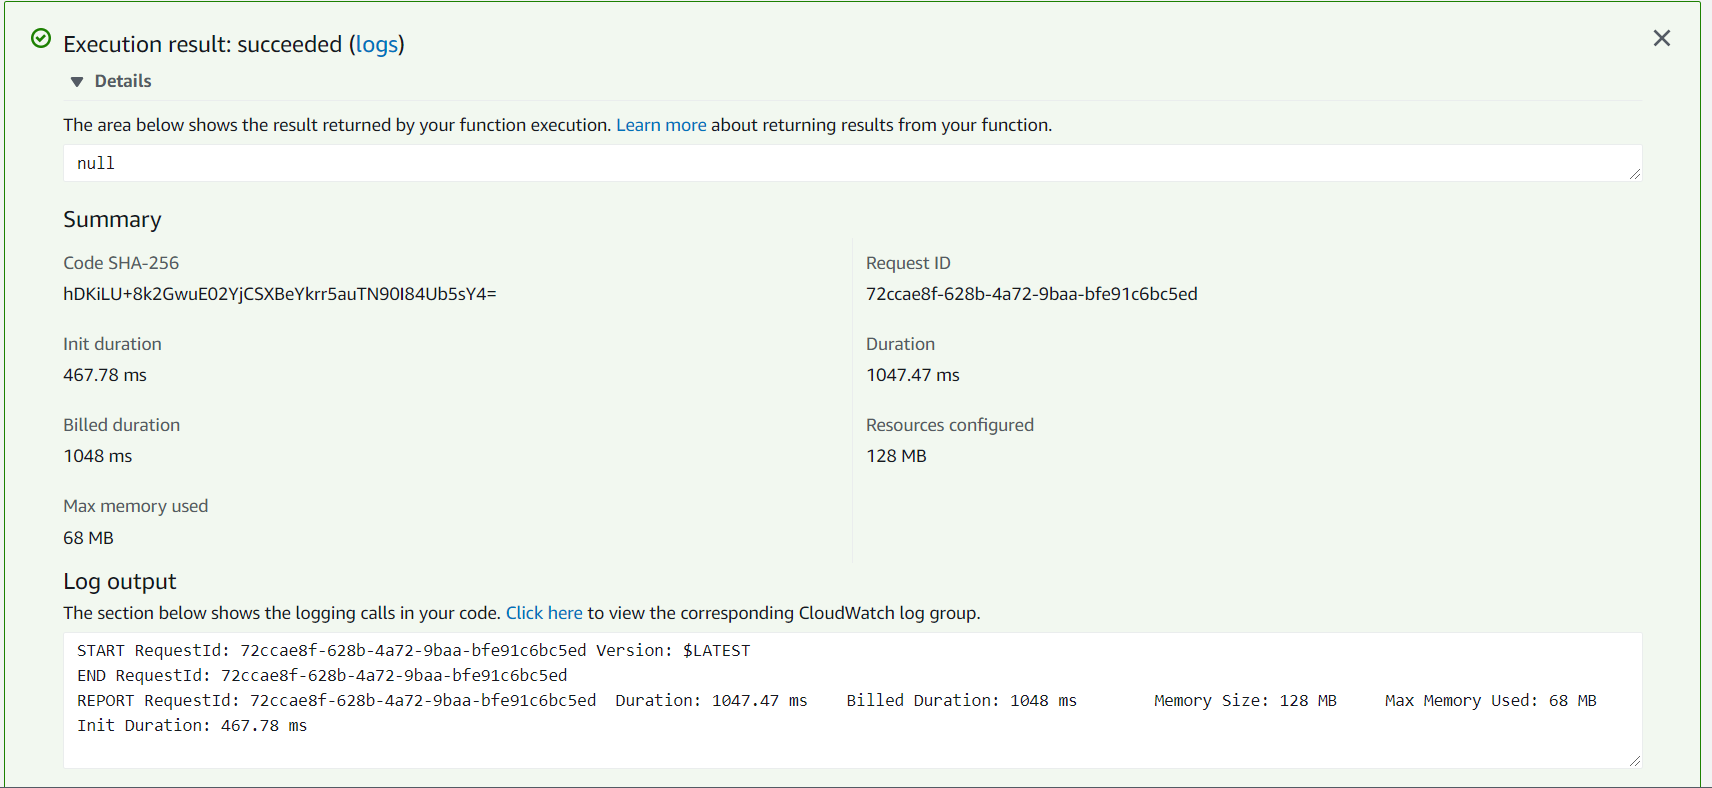 Execution result: succeeded (logs)
Details
The area below shows the result returned by your function execution. Learn more about returning results from your function.
null
Summary
Code SHA-256
hDKiLU+8k2GwuE02YjCSXBeYkrr5auTN90I84Ub5sY4=
Request ID
72ccae8f-628b-4a72-9baa-bfe91c6bc5ed
Init duration
467.78 ms
Duration
1047.47 ms
Billed duration
1048 ms
Resources configured
128 MB
Max memory used
68 MB
Log output
The section below shows the logging calls in your code. Click here to view the corresponding CloudWatch log group.
START RequestId: 72ccae8f-628b-4a72-9baa-bfe91c6bc5ed Version: $LATEST
END RequestId: 72ccae8f-628b-4a72-9baa-bfe91c6bc5ed
REPORT RequestId: 72ccae8f-628b-4a72-9baa-bfe91c6bc5ed Duration: 1047.47 ms Billed Duration: 1048 ms Memory Size: 128 MB Max Memory Used: 68 MB
Init Duration: 467.78 ms